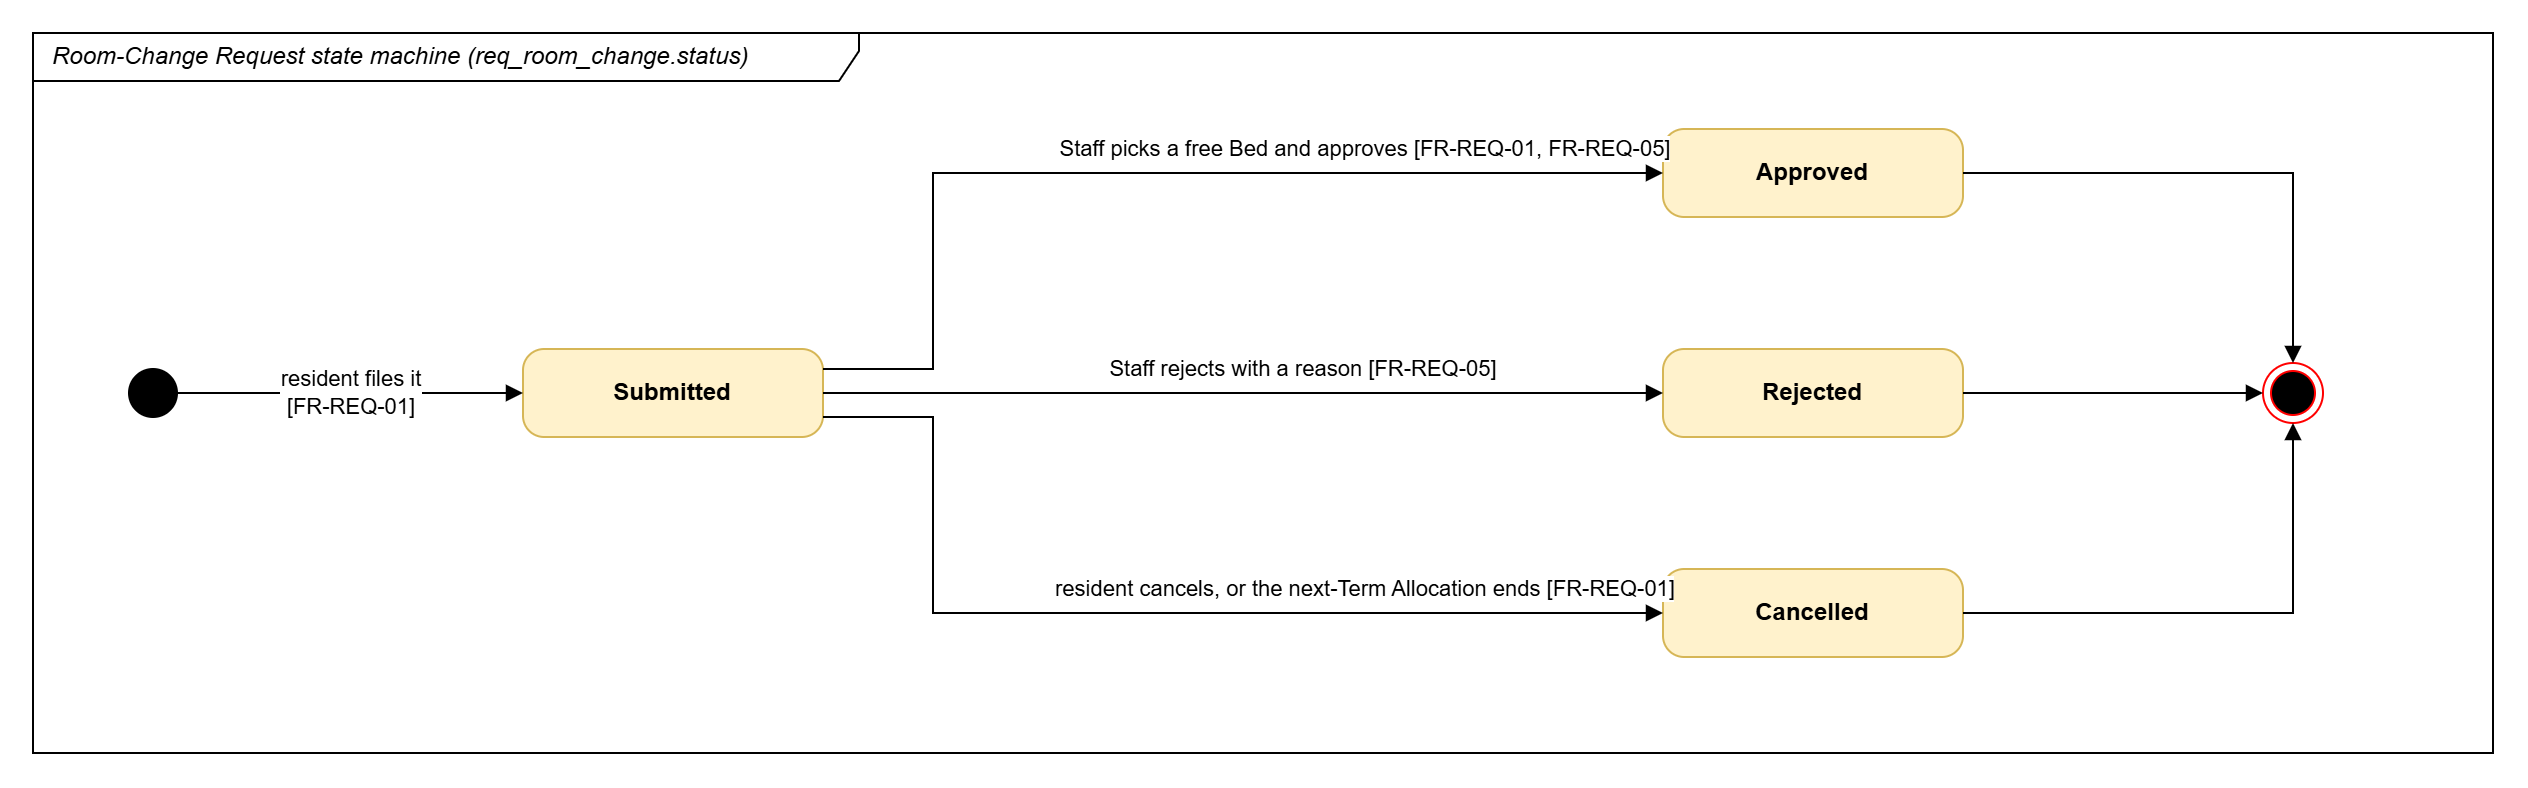 Room-Change Request state machine (req_room_change.status)
Staff picks a free Bed and approves [FR-REQ-01, FR-REQ-05]
Approved
resident files it
[FR-REQ-01]
Submitted
Staff rejects with a reason [FR-REQ-05]
Rejected
resident cancels, or the next-Term Allocation ends [FR-REQ-01]
Cancelled